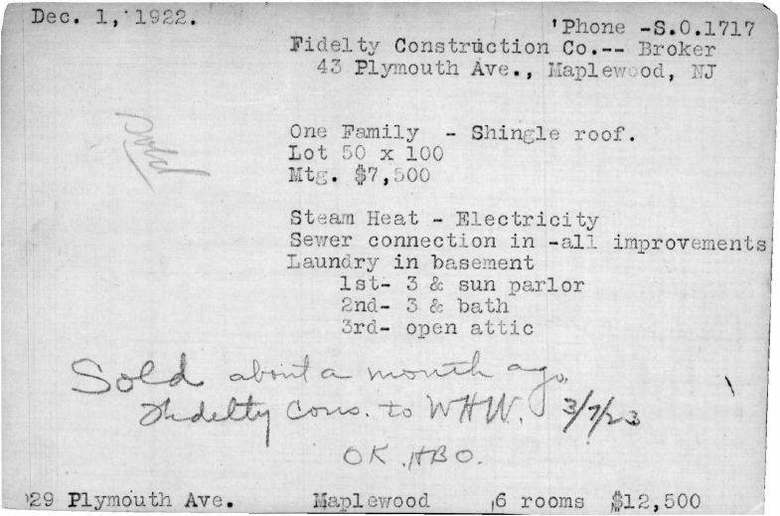 Dec. 1, 1922.
'Phone -S.O.1717
Fidelty Construction Co.-- Broker
43 Plymouth Ave., Maplewood, NJ
Sold
One Family - Shingle roof.
Lot 50 x 100
Mtg. $7,500
Steam Heat - Electricity
Sewer connection in -all improvements
Laundry in basement
1st- 3 & sun parlor
2nd- 3 & bath
3rd- open attic
Sold about a month ago.
Fidelty Cons. to WHW. 3/7/23
OK. HBO.
29 Plymouth Ave. Maplewood 6 rooms $12,500